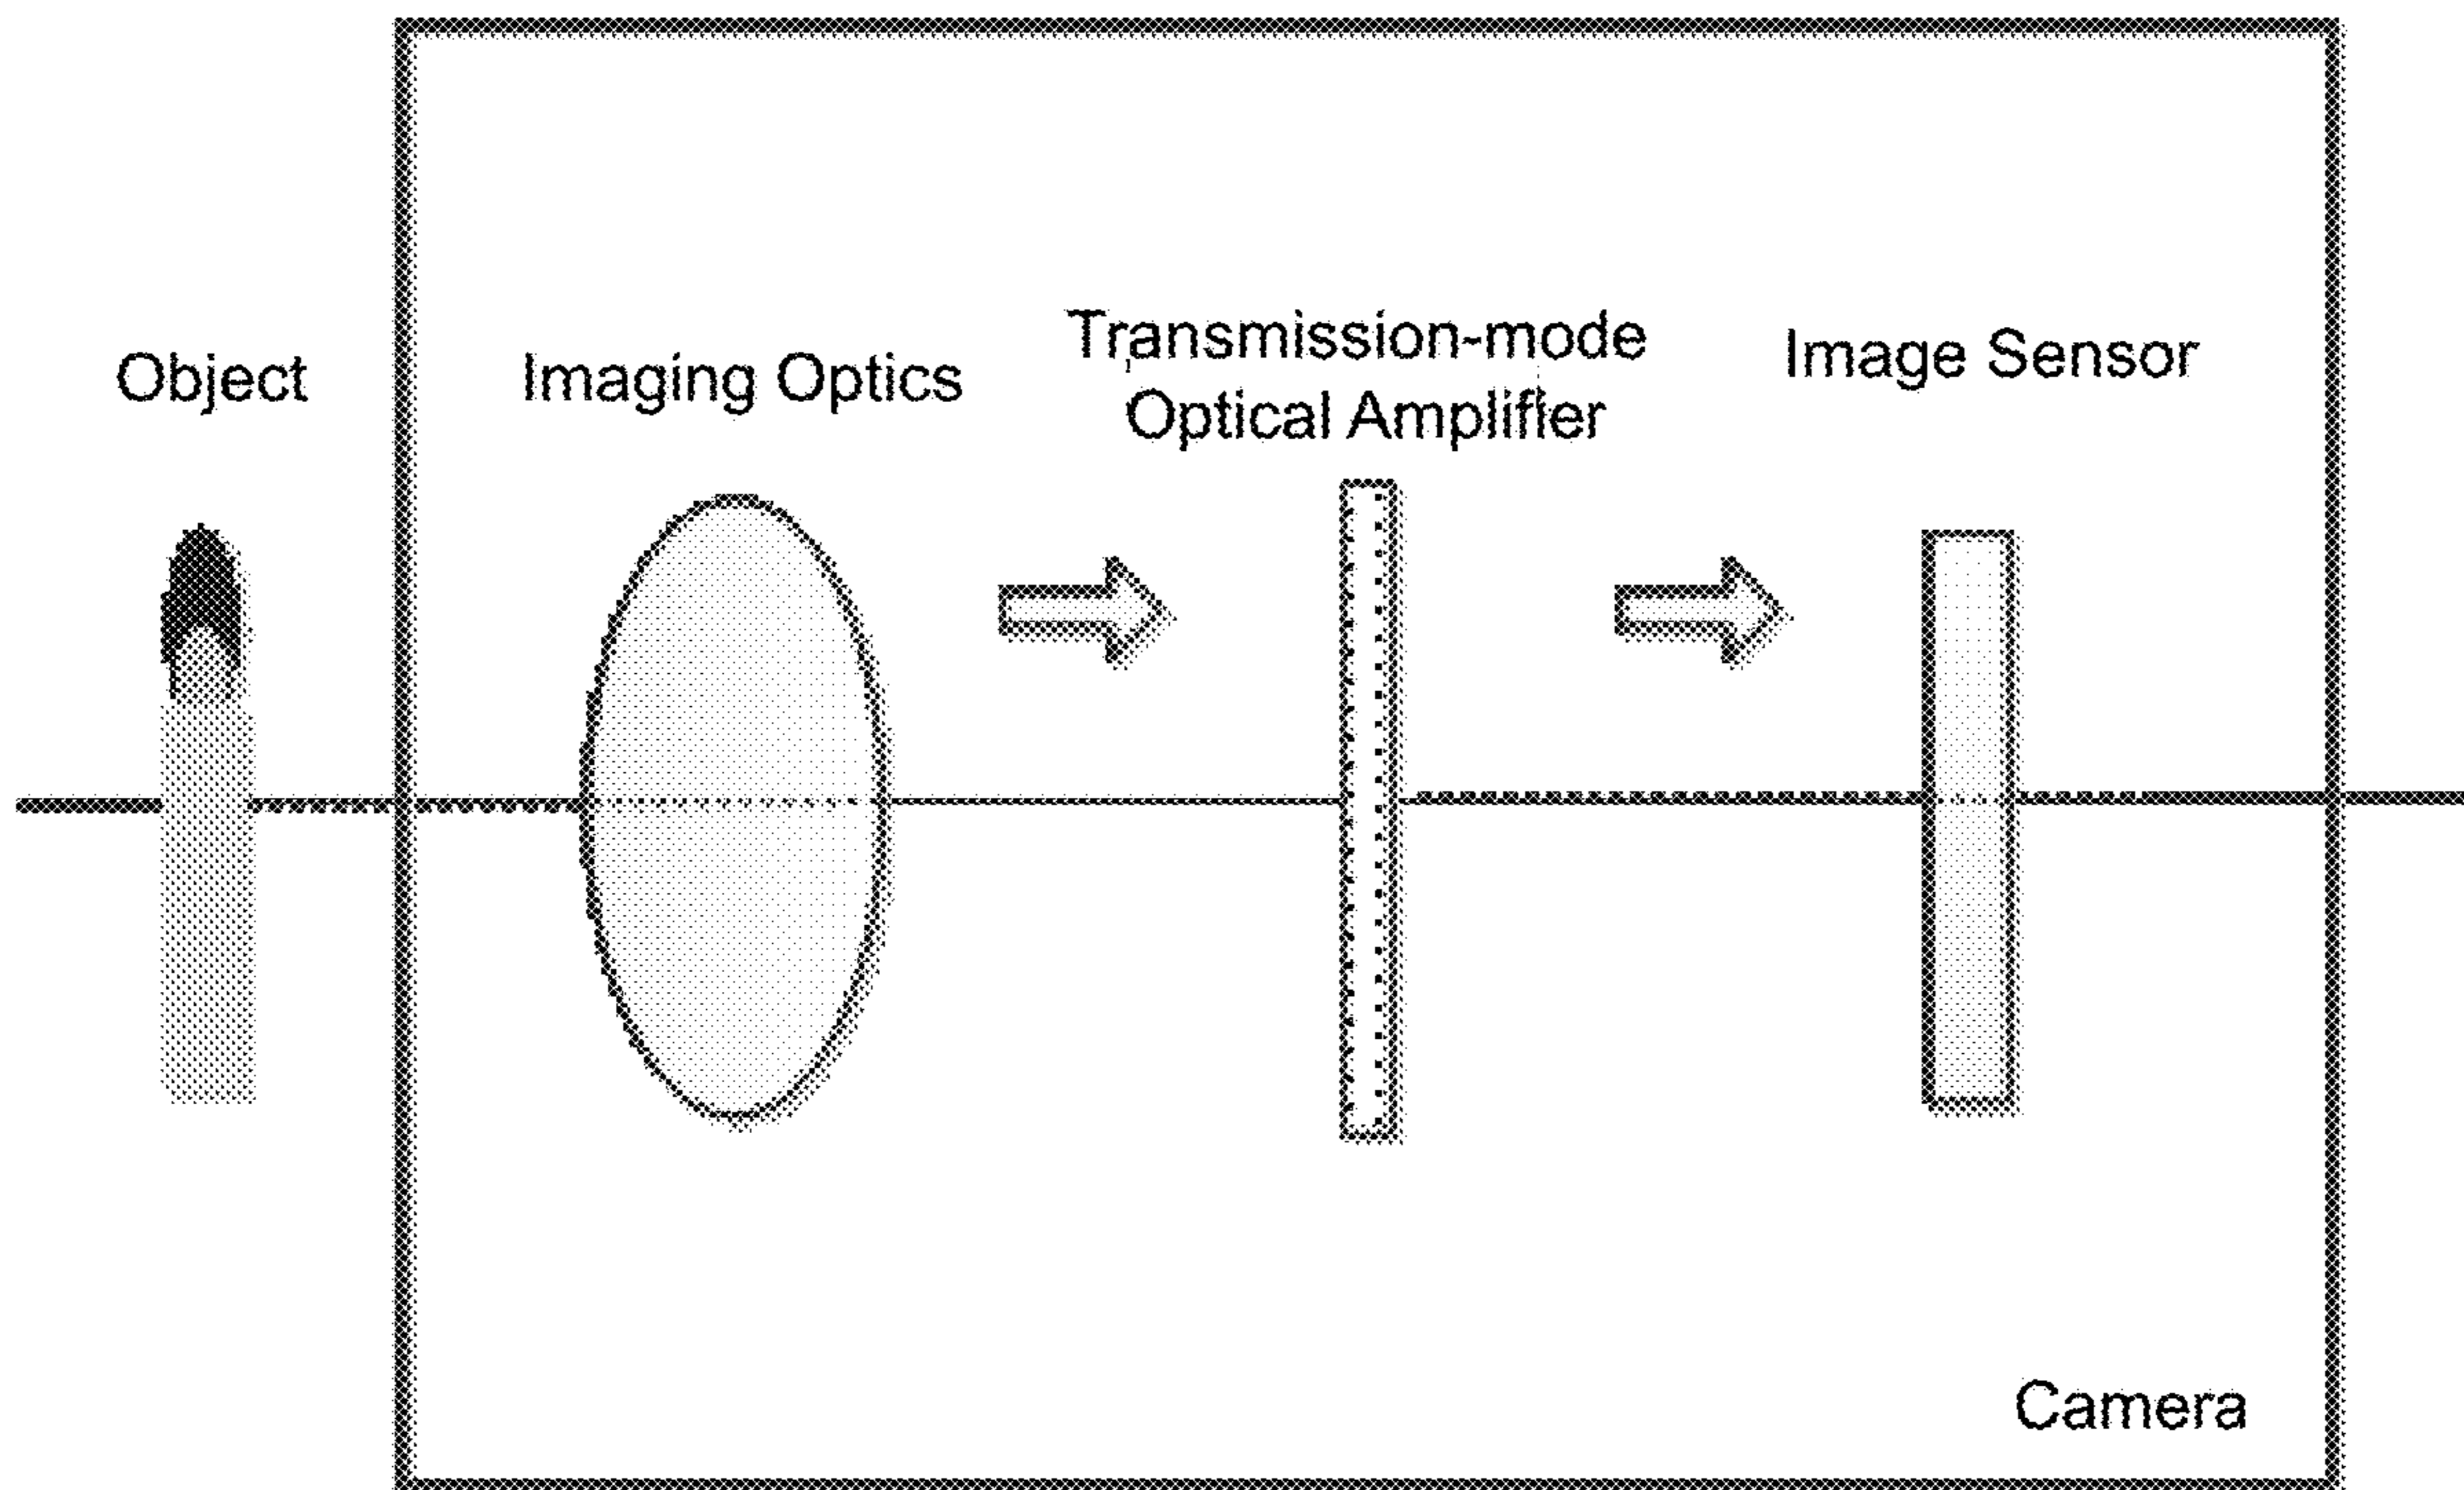 Object
Imaging Optics
Transmission-mode
Optical Amplifier
Image Sensor
Camera